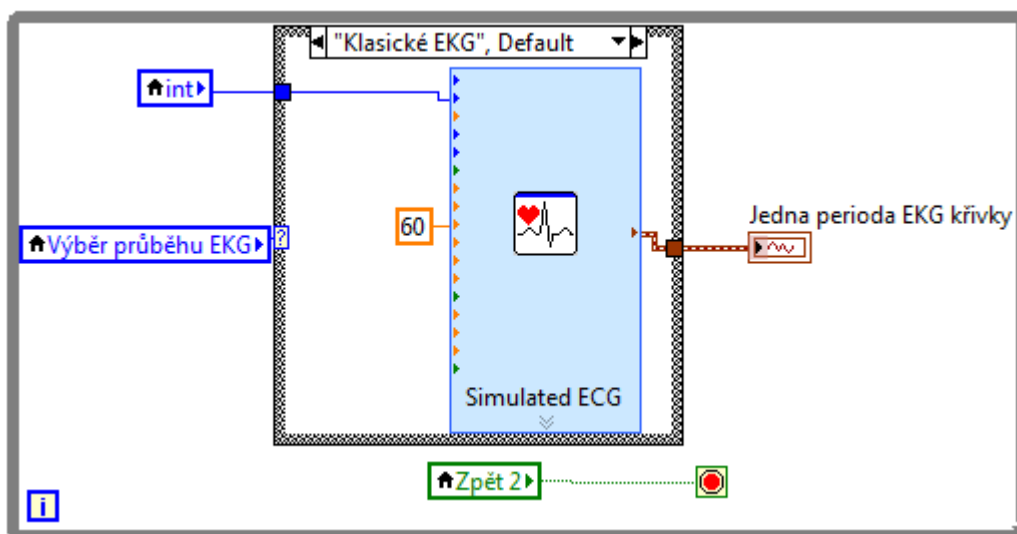 "Klasické EKG", Default
int
60
Jedna perioda EKG křivky
Výběr průběhu EKG
?
Simulated ECG
Zpět 2
i